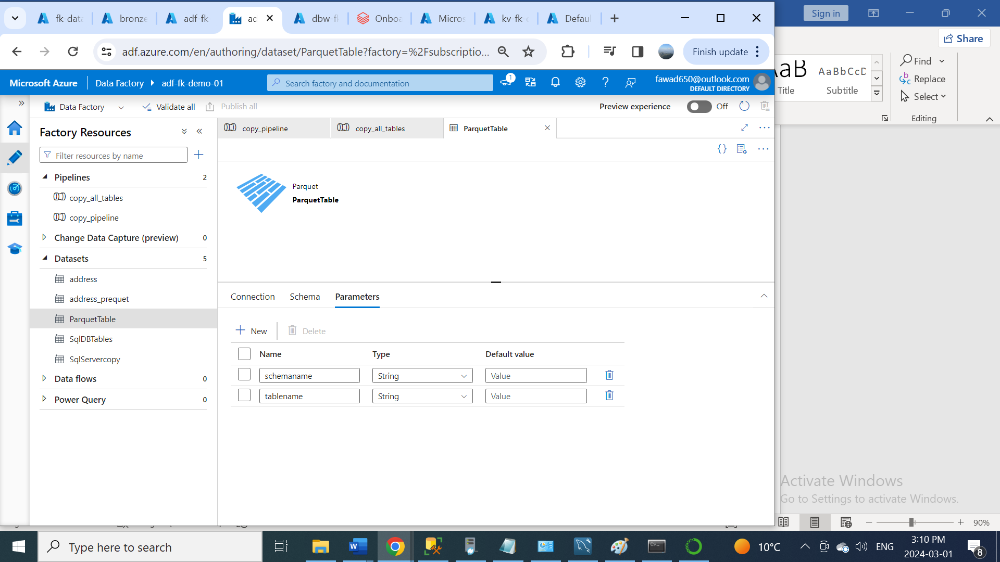 fk-data
bronze
adf-fk-
ad
dbw-f
Onboa
Micros
kv-fk-
Defaul
Sign in
adf.azure.com/en/authoring/dataset/ParquetTable?factory=%2Fsubscriptio...
Finish update
Share
Microsoft Azure
Data Factory
adf-fk-demo-01
Search factory and documentation
1
fawad650@outlook.com
DEFAULT DIRECTORY
AaB
AaBbCcD
Title
Subtitle
Find
Replace
Select
Editing
Data Factory
Validate all
Publish all
Preview experience
Off
Factory Resources
Filter resources by name
Pipelines 2
copy_all_tables
copy_pipeline
Change Data Capture (preview) 0
Datasets 5
address
address_prequet
ParquetTable
SqlDBTables
SqlServercopy
Data flows 0
Power Query 0
copy_pipeline
copy_all_tables
ParquetTable
Parquet
ParquetTable
Connection
Schema
Parameters
New
Delete
Name Type Default value
schemaname String Value
tablename String Value
Activate Windows
Go to Settings to activate Windows.
90%
Type here to search
10°C
ENG
3:10 PM
2024-03-01
8